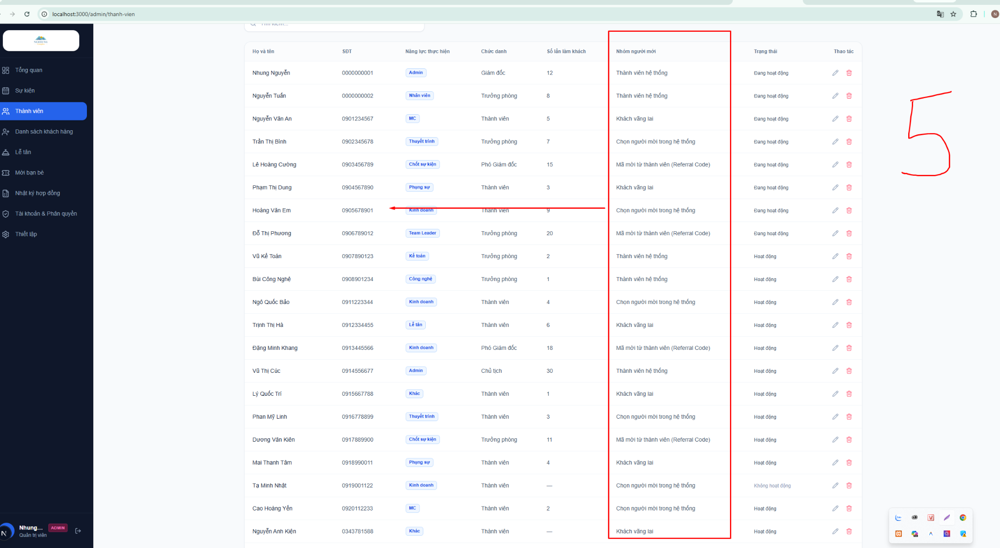 localhost:3000/admin/thanh-vien
N
Tìm kiếm...
NGHIENG
Tổng quan
Sự kiện
Thành viên
Danh sách khách hàng
Lễ tân
Mời bạn bè
Nhật ký hợp đồng
Tài khoản & Phân quyền
Thiết lập
Họ và tên SĐT Năng lực thực hiện Chức danh Số lần làm khách Nhóm người mời Trạng thái Thao tác
Nhung Nguyễn 0000000001 Admin Giám đốc 12 Thành viên hệ thống Đang hoạt động
Nguyễn Tuấn 0000000002 Nhân viên Trưởng phòng 8 Thành viên hệ thống Đang hoạt động
Nguyễn Văn An 0901234567 MC Thành viên 5 Khách vãng lai Đang hoạt động
Trần Thị Bình 0902345678 Thuyết trình Trưởng phòng 7 Chọn người mời trong hệ thống Đang hoạt động
Lê Hoàng Cường 0903456789 Chốt sự kiện Phó Giám đốc 15 Mã mời từ thành viên (Referral Code) Đang hoạt động
Phạm Thị Dung 0904567890 Phụng sự Thành viên 3 Khách vãng lai Đang hoạt động
Hoàng Văn Em 0905678901 Kinh doanh Thành viên 9 Chọn người mời trong hệ thống Đang hoạt động
Đỗ Thị Phương 0906789012 Team Leader Trưởng phòng 20 Mã mời từ thành viên (Referral Code) Đang hoạt động
Vũ Kế Toán 0907890123 Kế toán Trưởng phòng 2 Thành viên hệ thống Hoạt động
Bùi Công Nghệ 0908901234 Công nghệ Trưởng phòng 1 Thành viên hệ thống Hoạt động
Ngô Quốc Bảo 0911223344 Kinh doanh Thành viên 4 Chọn người mời trong hệ thống Hoạt động
Trịnh Thị Hà 0912334455 Lễ tân Thành viên 6 Khách vãng lai Hoạt động
Đặng Minh Khang 0913445566 Kinh doanh Phó Giám đốc 18 Mã mời từ thành viên (Referral Code) Hoạt động
Vũ Thị Cúc 0914556677 Admin Chủ tịch 30 Thành viên hệ thống Hoạt động
Lý Quốc Trí 0915667788 Khác Thành viên 1 Khách vãng lai Hoạt động
Phan Mỹ Linh 0916778899 Thuyết trình Thành viên 3 Chọn người mời trong hệ thống Hoạt động
Dương Văn Kiên 0917889900 Chốt sự kiện Trưởng phòng 11 Mã mời từ thành viên (Referral Code) Hoạt động
Mai Thanh Tâm 0918990011 Phụng sự Thành viên 4 Khách vãng lai Hoạt động
Tạ Minh Nhật 0919001122 Kinh doanh Thành viên — Chọn người mời trong hệ thống Không hoạt động
Cao Hoàng Yến 0920112233 MC Thành viên 2 Chọn người mời trong hệ thống Hoạt động
Nguyễn Anh Kiện 0343781588 Khác Thành viên — Khách vãng lai Hoạt động
5
N
Nhung... ADMIN
Quản trị viên
Zalo
V